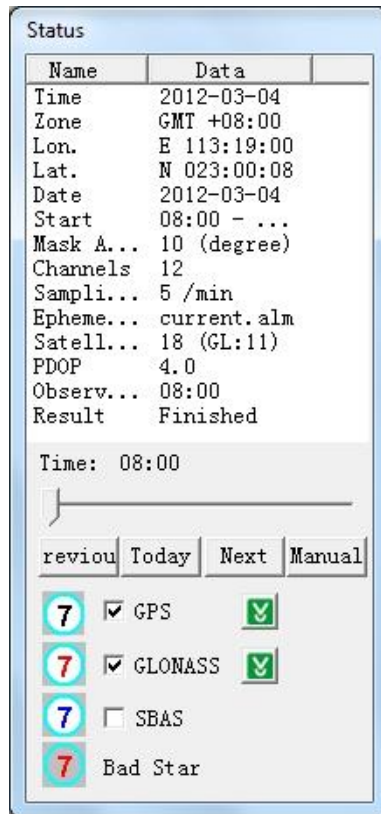 Status
Name Data
Time 2012-03-04
Zone GMT +08:00
Lon. E 113:19:00
Lat. N 023:00:08
Date 2012-03-04
Start 08:00 - ...
Mask A... 10 (degree)
Channels 12
Sampli... 5 /min
Epheme... current.alm
Satell... 18 (GL:11)
PDOP 4.0
Observ... 08:00
Result Finished
Time: 08:00
reviou Today Next Manual
7 GPS
7 GLONASS
7 SBAS
7 Bad Star